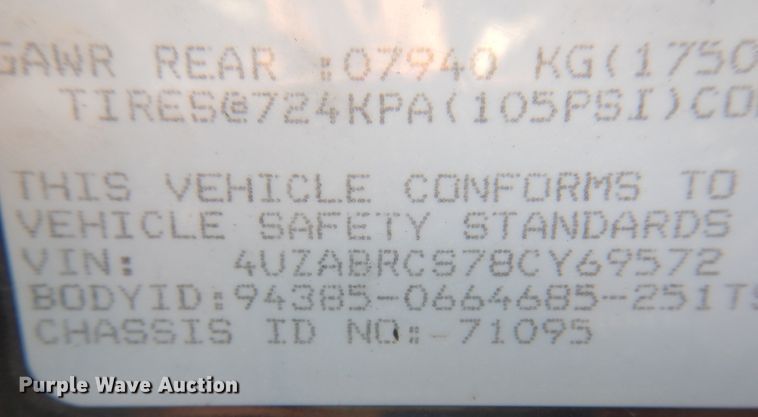 GAWR REAR :07940 KG(1750
TIRES@724KPA(105PSI)CO
THIS VEHICLE CONFORMS TO
VEHICLE SAFETY STANDARDS
VIN: 4UZABRCS78CY69572
BODYID:94385-0664685-251TS
CHASSIS ID NO: 71095
Purple Wave Auction